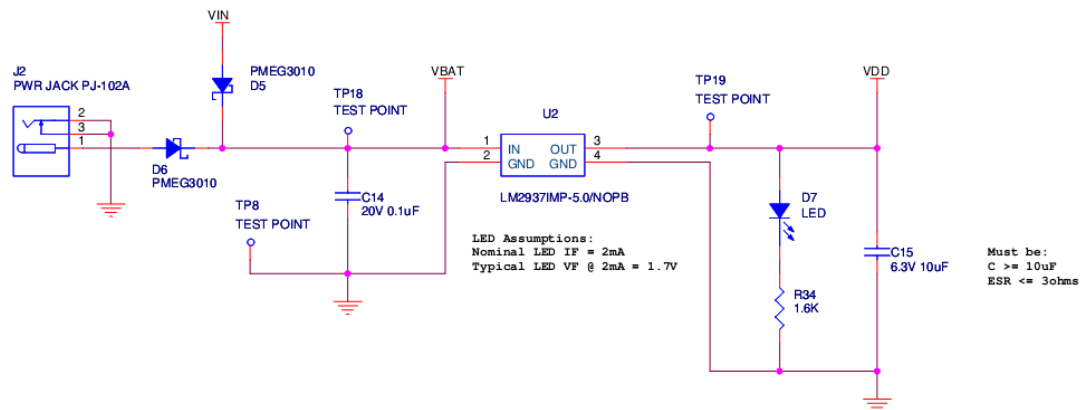 VIN
J2
PWR JACK PJ-102A
PMEG3010
D5
2
3
1
D6
PMEG3010
TP18
TEST POINT
VBAT
C14
20V 0.1uF
TP8
TEST POINT
U2
1
2
IN
GND
OUT
GND
3
4
LM2937IMP-5.0/NOPB
LED Assumptions:
Nominal LED IF = 2mA
Typical LED VF @ 2mA = 1.7V
TP19
TEST POINT
VDD
D7
LED
R34
1.6K
C15
6.3V 10uF
Must be:
C >= 10uF
ESR <= 3ohms